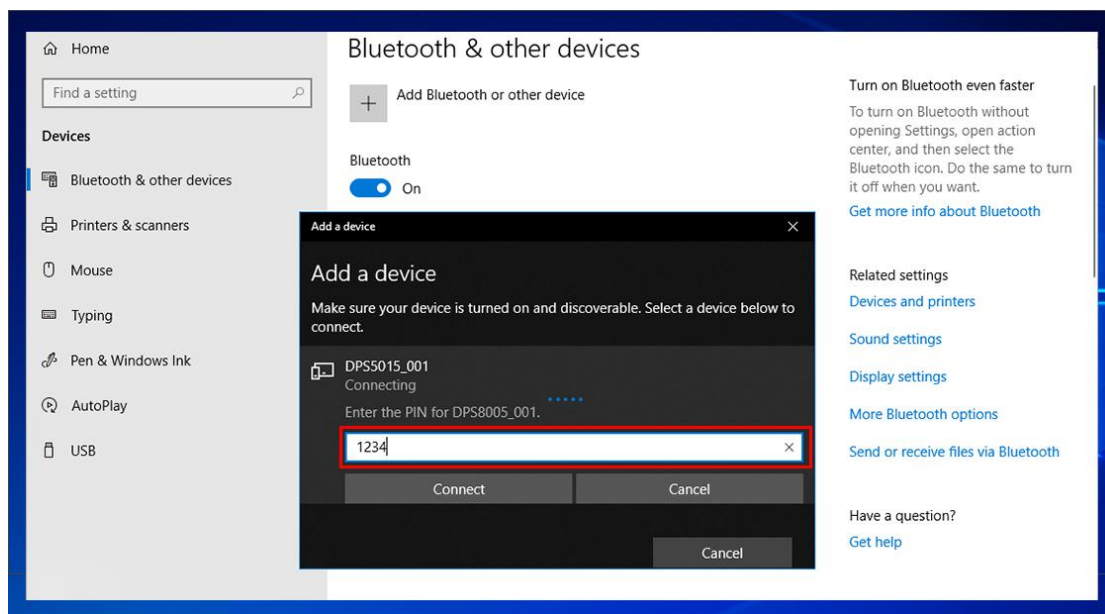 Home
Find a setting
Devices
Bluetooth & other devices
Printers & scanners
Mouse
Typing
Pen & Windows Ink
AutoPlay
USB
Bluetooth & other devices
Add Bluetooth or other device
Bluetooth
On
Add a device
Add a device
Make sure your device is turned on and discoverable. Select a device below to
connect.
DPS5015_001
Connecting
Enter the PIN for DPS8005_001.
1234
Connect
Cancel
Cancel
Turn on Bluetooth even faster
To turn on Bluetooth without
opening Settings, open action
center, and then select the
Bluetooth icon. Do the same to turn
it off when you want.
Get more info about Bluetooth
Related settings
Devices and printers
Sound settings
Display settings
More Bluetooth options
Send or receive files via Bluetooth
Have a question?
Get help